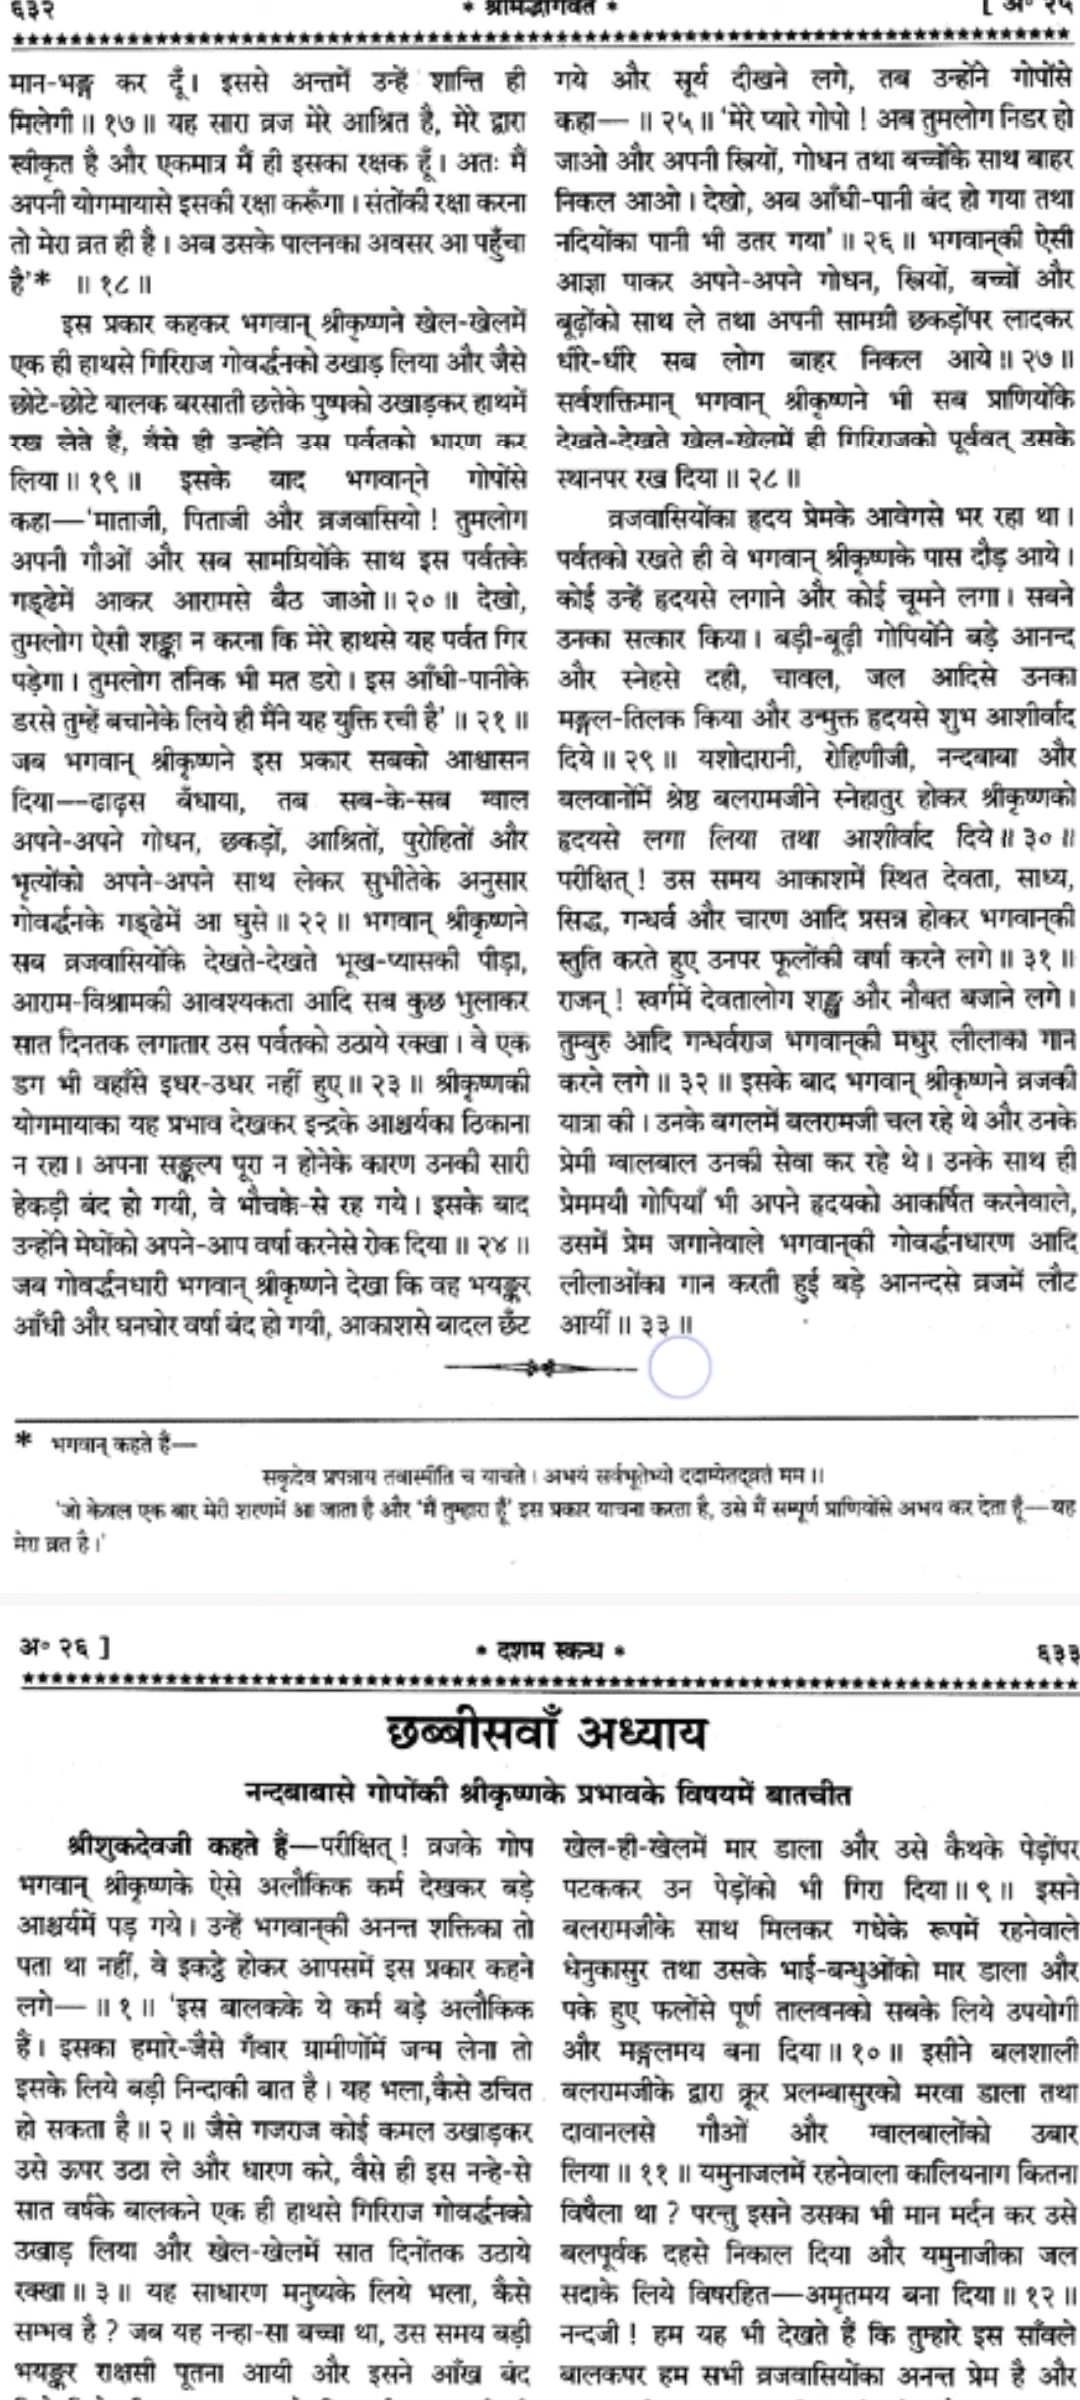 ६३२
* श्रीमद्भागवत *
[ अ॰ २५
मान-भङ्ग कर दूँ। इससे अन्तमें उन्हें शान्ति ही
मिलेगी॥ १७॥ यह सारा व्रज मेरे आश्रित है, मेरे द्वारा
स्वीकृत है और एकमात्र मैं ही इसका रक्षक हूँ। अतः मैं
अपनी योगमायासे इसकी रक्षा करूँगा। संतोंकी रक्षा करना
तो मेरा व्रत ही है। अब उसके पालनका अवसर आ पहुँचा
है’* ॥ १८॥
इस प्रकार कहकर भगवान् श्रीकृष्णने खेल-खेलमें
एक ही हाथसे गिरिराज गोवर्द्धनको उखाड़ लिया और जैसे
छोटे-छोटे बालक बरसाती छत्तेके पुष्पको उखाड़कर हाथमें
रख लेते हैं, वैसे ही उन्होंने उस पर्वतको धारण कर
लिया॥ १९॥ इसके बाद भगवान्‌ने गोपोंसे
कहा—‘माताजी, पिताजी और व्रजवासियो! तुमलोग
अपनी गौओं और सब सामग्रियोंके साथ इस पर्वतके
गड्ढेमें आकर आरामसे बैठ जाओ॥ २०॥ देखो,
तुमलोग ऐसी शङ्का न करना कि मेरे हाथसे यह पर्वत गिर
पड़ेगा। तुमलोग तनिक भी मत डरो। इस आँधी-पानीके
डरसे तुम्हें बचानेके लिये ही मैंने यह युक्ति रची है’॥ २१॥
जब भगवान् श्रीकृष्णने इस प्रकार सबको आश्वासन
दिया—ढाढ़स बँधाया, तब सब-के-सब ग्वाल
अपने-अपने गोधन, छकड़ों, आश्रितों, पुरोहितों और
भृत्योंको अपने-अपने साथ लेकर सुभीतेके अनुसार
गोवर्द्धनके गड्ढेमें आ घुसे॥ २२॥ भगवान् श्रीकृष्णने
सब व्रजवासियोंके देखते-देखते भूख-प्यासकी पीड़ा,
आराम-विश्रामकी आवश्यकता आदि सब कुछ भुलाकर
सात दिनतक लगातार उस पर्वतको उठाये रक्खा। वे एक
डग भी वहाँसे इधर-उधर नहीं हुए॥ २३॥ श्रीकृष्णकी
योगमायाका यह प्रभाव देखकर इन्द्रके आश्चर्यका ठिकाना
न रहा। अपना सङ्कल्प पूरा न होनेके कारण उनकी सारी
हेकड़ी बंद हो गयी, वे भौचक्के-से रह गये। इसके बाद
उन्होंने मेघोंको अपने-आप वर्षा करनेसे रोक दिया॥ २४॥
जब गोवर्द्धनधारी भगवान् श्रीकृष्णने देखा कि वह भयङ्कर
आँधी और घनघोर वर्षा बंद हो गयी, आकाशसे बादल छँट
गये और सूर्य दीखने लगे, तब उन्होंने गोपोंसे
कहा— ॥ २५॥ ‘मेरे प्यारे गोपो! अब तुमलोग निडर हो
जाओ और अपनी स्त्रियों, गोधन तथा बच्चोंके साथ बाहर
निकल आओ। देखो, अब आँधी-पानी बंद हो गया तथा
नदियोंका पानी भी उतर गया’॥ २६॥ भगवान्‌की ऐसी
आज्ञा पाकर अपने-अपने गोधन, स्त्रियों, बच्चों और
बूढ़ोंको साथ ले तथा अपनी सामग्री छकड़ोंपर लादकर
धीरे-धीरे सब लोग बाहर निकल आये॥ २७॥
सर्वशक्तिमान् भगवान् श्रीकृष्णने भी सब प्राणियोंके
देखते-देखते खेल-खेलमें ही गिरिराजको पूर्ववत् उसके
स्थानपर रख दिया॥ २८॥
व्रजवासियोंका हृदय प्रेमके आवेगसे भर रहा था।
पर्वतको रखते ही वे भगवान् श्रीकृष्णके पास दौड़ आये।
कोई उन्हें हृदयसे लगाने और कोई चूमने लगा। सबने
उनका सत्कार किया। बड़ी-बूढ़ी गोपियोंने बड़े आनन्द
और स्नेहसे दही, चावल, जल आदिसे उनका
मङ्गल-तिलक किया और उन्मुक्त हृदयसे शुभ आशीर्वाद
दिये॥ २९॥ यशोदारानी, रोहिणीजी, नन्दबाबा और
बलवानोंमें श्रेष्ठ बलरामजीने स्नेहातुर होकर श्रीकृष्णको
हृदयसे लगा लिया तथा आशीर्वाद दिये॥ ३०॥
परीक्षित्! उस समय आकाशमें स्थित देवता, साध्य,
सिद्ध, गन्धर्व और चारण आदि प्रसन्न होकर भगवान्‌की
स्तुति करते हुए उनपर फूलोंकी वर्षा करने लगे॥ ३१॥
राजन्! स्वर्गमें देवतालोग शङ्ख और नौबत बजाने लगे।
तुम्बुरु आदि गन्धर्वराज भगवान्‌की मधुर लीलाका गान
करने लगे॥ ३२॥ इसके बाद भगवान् श्रीकृष्णने व्रजकी
यात्रा की। उनके बगलमें बलरामजी चल रहे थे और उनके
प्रेमी ग्वालबाल उनकी सेवा कर रहे थे। उनके साथ ही
प्रेममयी गोपियाँ भी अपने हृदयको आकर्षित करनेवाले,
उसमें प्रेम जगानेवाले भगवान्‌की गोवर्द्धनधारण आदि
लीलाओंका गान करती हुई बड़े आनन्दसे व्रजमें लौट
आयीं॥ ३३॥
* भगवान् कहते हैं—
सकृदेव प्रपन्नाय तवास्मीति च याचते। अभयं सर्वभूतेभ्यो ददाम्येतद्व्रतं मम॥
‘जो केवल एक बार मेरी शरणमें आ जाता है और ‘मैं तुम्हारा हूँ’ इस प्रकार याचना करता है, उसे मैं सम्पूर्ण प्राणियोंसे अभय कर देता हूँ—यह
मेरा व्रत है।’
अ॰ २६ ]
* दशम स्कन्ध *
६३३
छब्बीसवाँ अध्याय
नन्दबाबासे गोपोंकी श्रीकृष्णके प्रभावके विषयमें बातचीत
श्रीशुकदेवजी कहते हैं—परीक्षित्! व्रजके गोप
भगवान् श्रीकृष्णके ऐसे अलौकिक कर्म देखकर बड़े
आश्चर्यमें पड़ गये। उन्हें भगवान्‌की अनन्त शक्तिका तो
पता था नहीं, वे इकट्ठे होकर आपसमें इस प्रकार कहने
लगे— ॥ १॥ ‘इस बालकके ये कर्म बड़े अलौकिक
हैं। इसका हमारे-जैसे गँवार ग्रामीणोंमें जन्म लेना तो
इसके लिये बड़ी निन्दाकी बात है। यह भला, कैसे उचित
हो सकता है॥ २॥ जैसे गजराज कोई कमल उखाड़कर
उसे ऊपर उठा ले और धारण करे, वैसे ही इस नन्हे-से
सात वर्षके बालकने एक ही हाथसे गिरिराज गोवर्द्धनको
उखाड़ लिया और खेल-खेलमें सात दिनोंतक उठाये
रक्खा॥ ३॥ यह साधारण मनुष्यके लिये भला, कैसे
सम्भव है? जब यह नन्हा-सा बच्चा था, उस समय बड़ी
भयङ्कर राक्षसी पूतना आयी और इसने आँख बंद
खेल-ही-खेलमें मार डाला और उसे कैथके पेड़ोंपर
पटककर उन पेड़ोंको भी गिरा दिया॥ ९॥ इसने
बलरामजीके साथ मिलकर गधेके रूपमें रहनेवाले
धेनुकासुर तथा उसके भाई-बन्धुओंको मार डाला और
पके हुए फलोंसे पूर्ण तालवनको सबके लिये उपयोगी
और मङ्गलमय बना दिया॥ १०॥ इसीने बलशाली
बलरामजीके द्वारा क्रूर प्रलम्बासुरको मरवा डाला तथा
दावानलसे गौओं और ग्वालबालोंको उबार
लिया॥ ११॥ यमुनाजलमें रहनेवाला कालियनाग कितना
विषैला था? परन्तु इसने उसका भी मान मर्दन कर उसे
बलपूर्वक दहसे निकाल दिया और यमुनाजीका जल
सदाके लिये विषरहित—अमृतमय बना दिया॥ १२॥
नन्दजी! हम यह भी देखते हैं कि तुम्हारे इस साँवले
बालकपर हम सभी व्रजवासियोंका अनन्त प्रेम है और